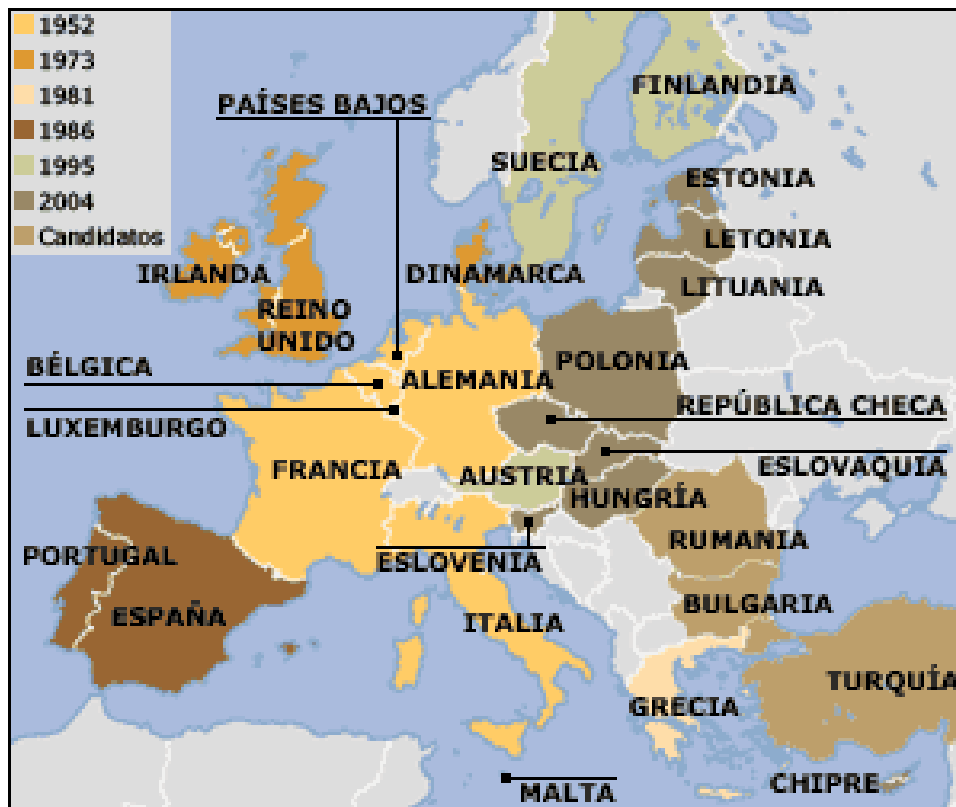 1952
1973
1981
1986
1995
2004
Candidatos
PAÍSES BAJOS
FINLANDIA
SUECIA
ESTONIA
LETONIA
IRLANDA
DINAMARCA
LITUANIA
REINO
UNIDO
BÉLGICA
POLONIA
ALEMANIA
REPÚBLICA CHECA
LUXEMBURGO
FRANCIA
ESLOVAQUIA
AUSTRIA
HUNGRÍA
RUMANIA
PORTUGAL
ESLOVENIA
BULGARIA
ESPAÑA
ITALIA
TURQUÍA
GRECIA
CHIPRE
MALTA